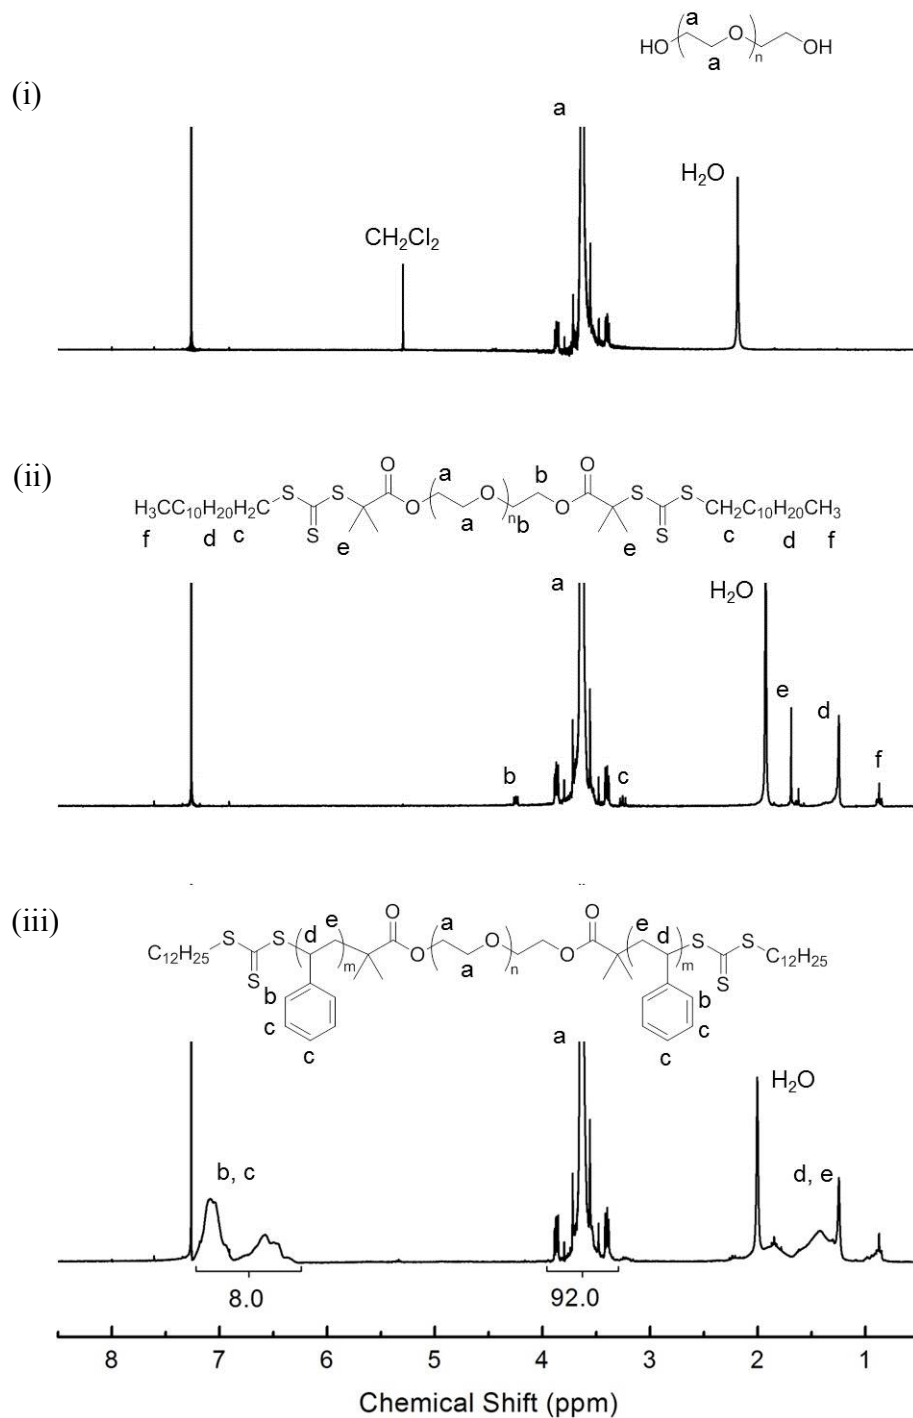 a
HO ( O ) n OH
a
(i)
a
H2O
CH2Cl2
(ii)
O a b O
H3CC10H20H2C S S O ( O ) n O S S CH2C10H20CH3
f d c S e a b e S c d f
a
H2O
e
d
b
c
f
(iii)
d e O a O e d
C12H25 S S ( ) m O ( O ) n O ( ) m S S C12H25
S a S
b b
c c
c c
a
H2O
b, c
d, e
8.0 92.0
8 7 6 5 4 3 2 1
Chemical Shift (ppm)